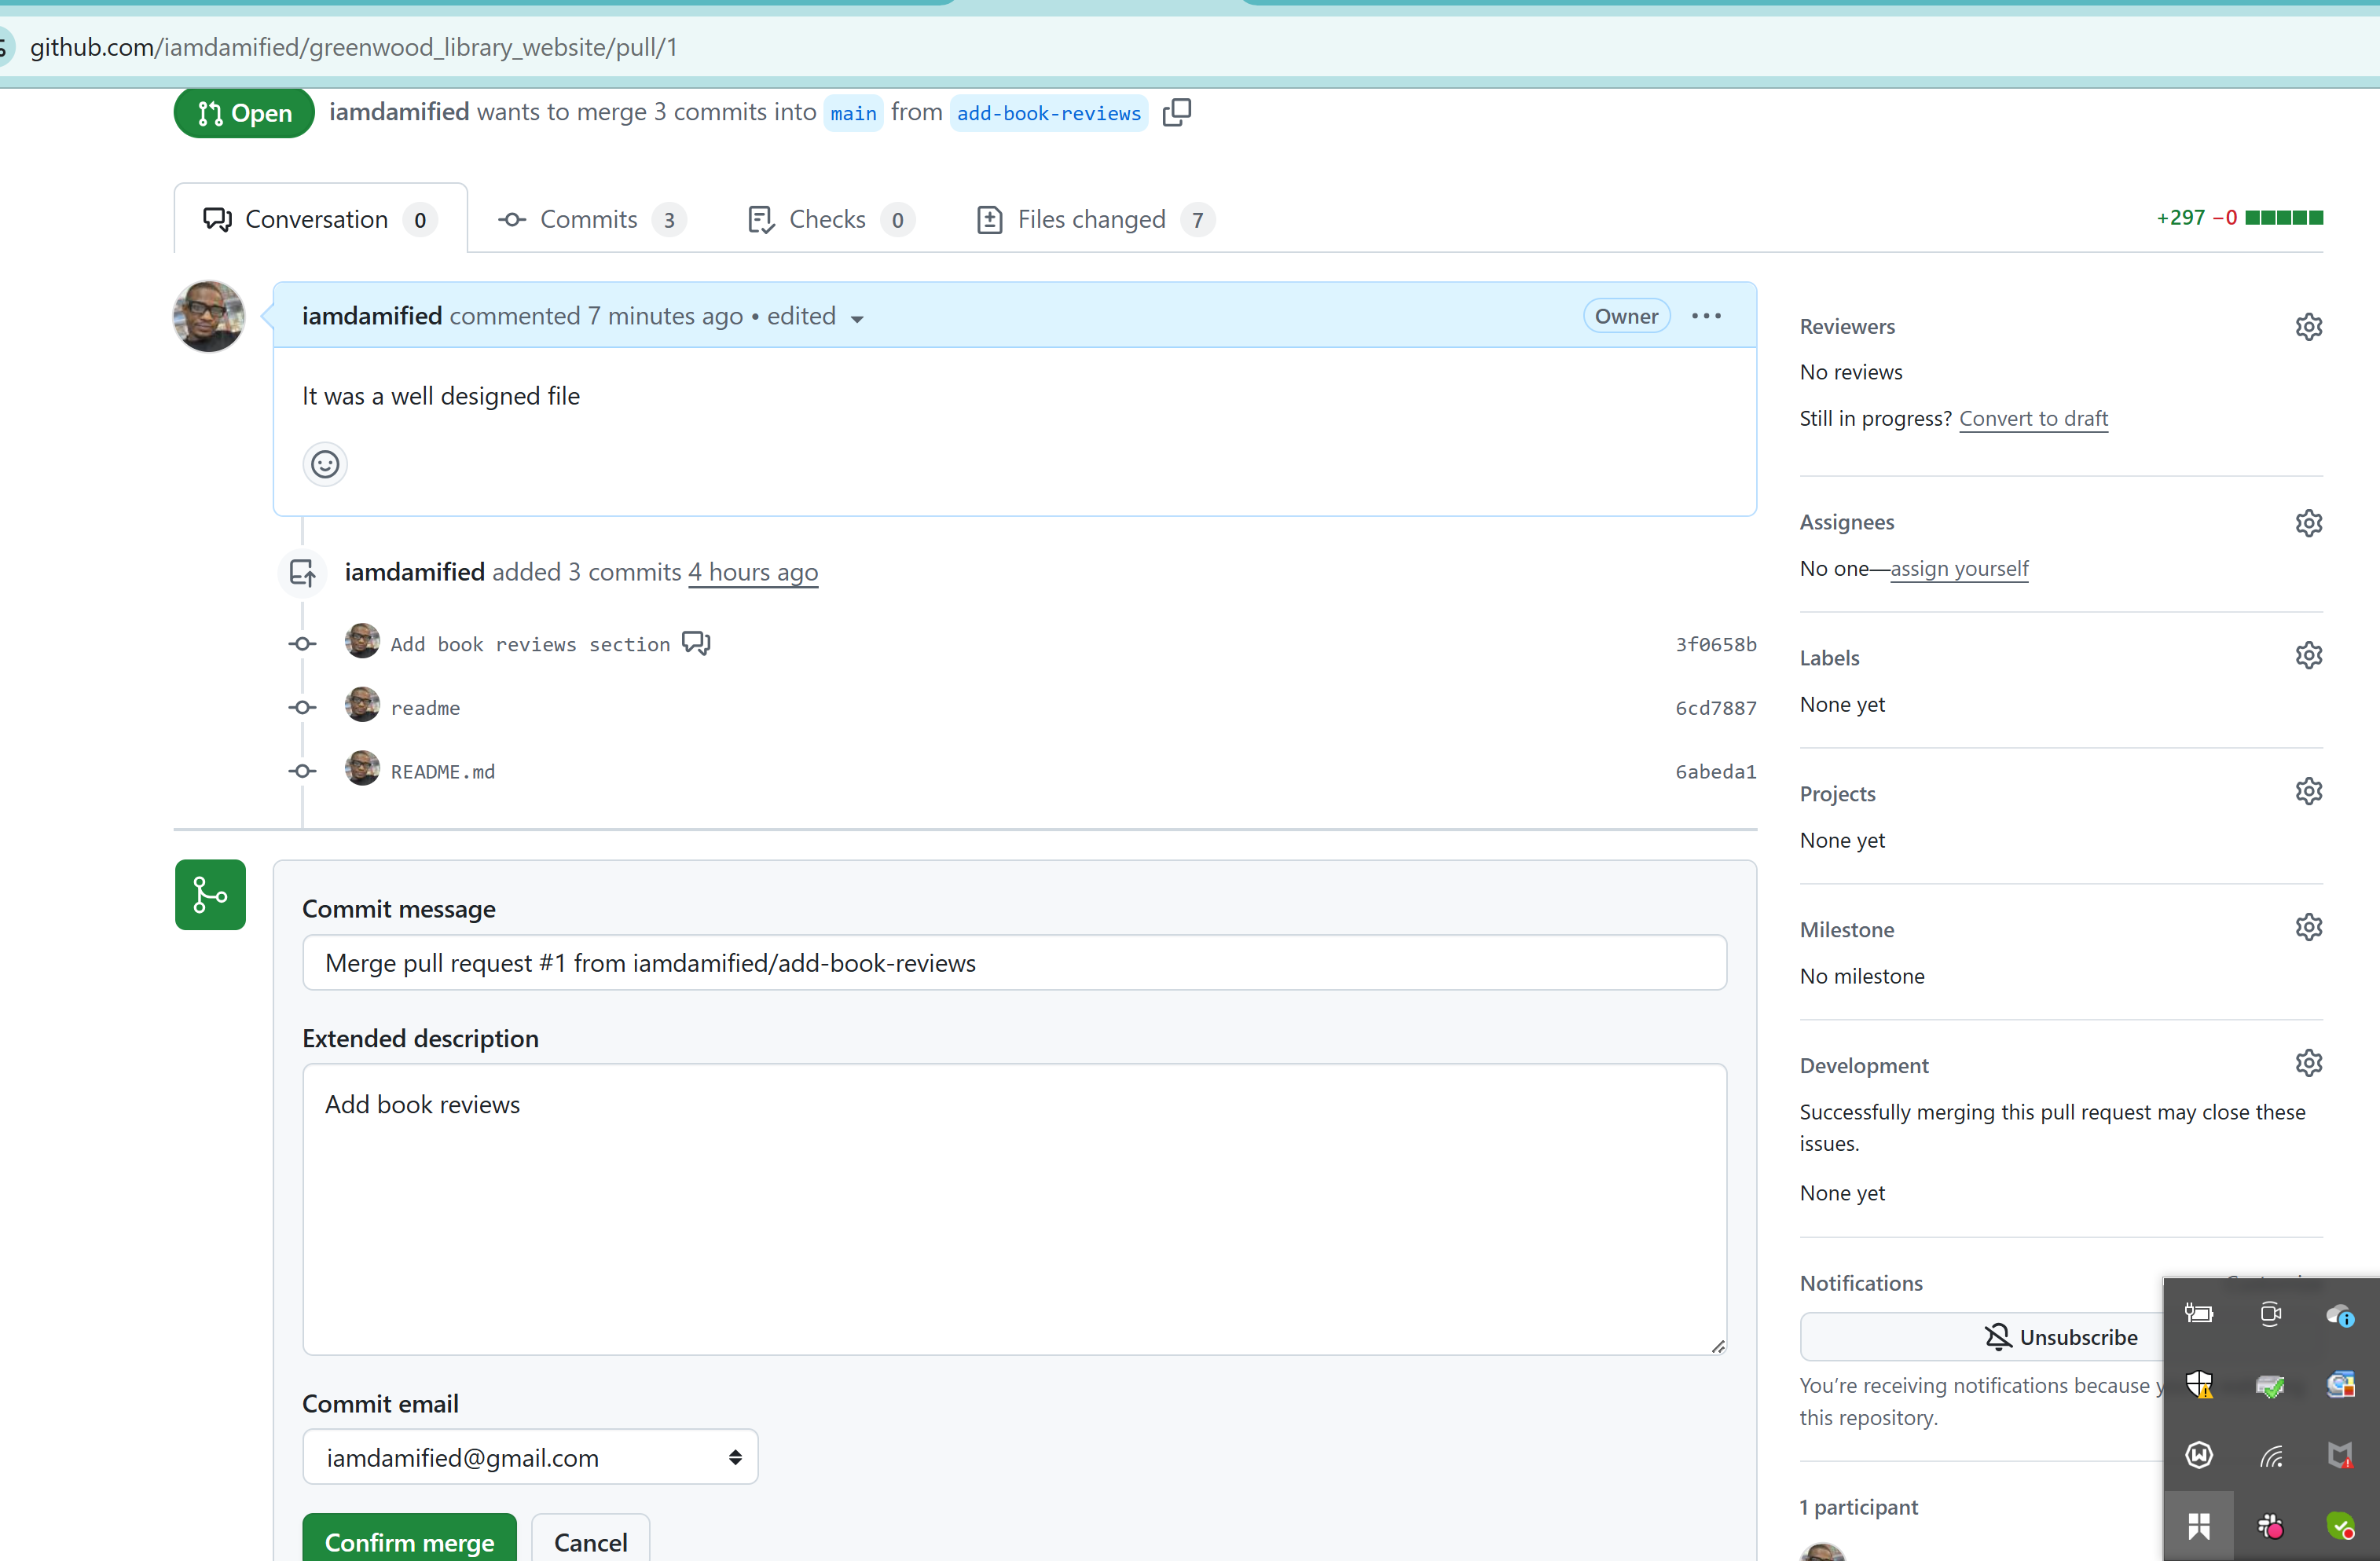 github.com/iamdamified/greenwood_library_website/pull/1
Open iamdamified wants to merge 3 commits into main from add-book-reviews
Conversation 0 Commits 3 Checks 0 Files changed 7
+297 −0
iamdamified commented 7 minutes ago • edited
Owner
It was a well designed file
iamdamified added 3 commits 4 hours ago
Add book reviews section 3f0658b
readme 6cd7887
README.md 6abeda1
Commit message
Merge pull request #1 from iamdamified/add-book-reviews
Extended description
Add book reviews
Commit email
iamdamified@gmail.com
Confirm merge Cancel
Reviewers
No reviews
Still in progress? Convert to draft
Assignees
No one—assign yourself
Labels
None yet
Projects
None yet
Milestone
No milestone
Development
Successfully merging this pull request may close these
issues.
None yet
Notifications
Unsubscribe
You’re receiving notifications because
this repository.
1 participant